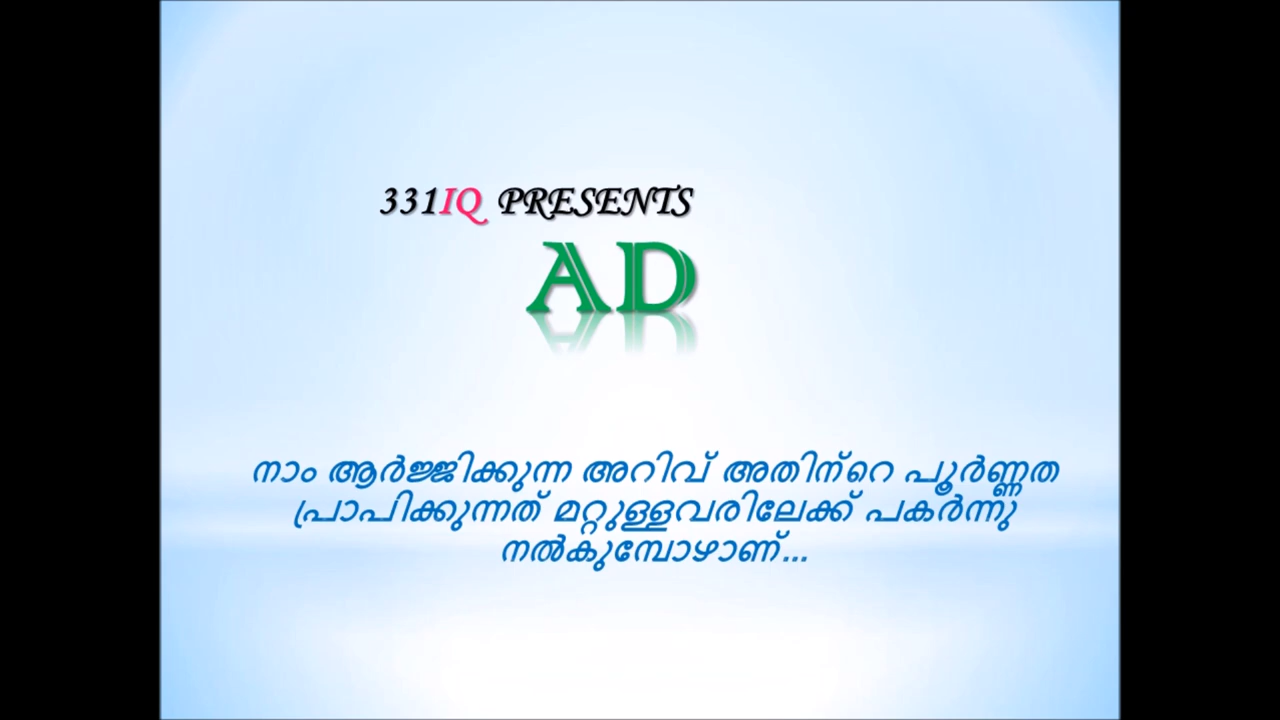 331IQ PRESENTS
AD
നാം ആർജ്ജിക്കുന്ന അറിവ് അതിന്റെ പൂർണ്ണത
പ്രാപിക്കുന്നത് മറ്റുള്ളവരിലേക്ക് പകർന്നു
നൽകുമ്പോഴാണ്...